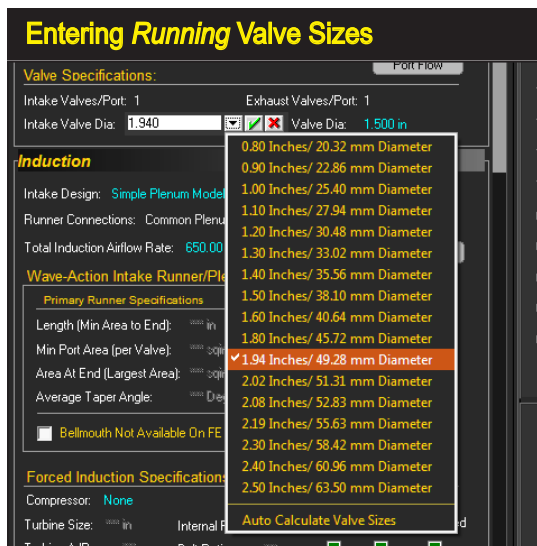 Entering Running Valve Sizes
Port Flow
Valve Specifications:
Intake Valves/Port: 1 Exhaust Valves/Port: 1
Intake Valve Dia: 1.940 Valve Dia: 1.500 in
Induction
Intake Design: Simple Plenum Model
Runner Connections: Common Plenu
Total Induction Airflow Rate: 650.00
Wave-Action Intake Runner/Ple
Primary Runner Specifications
Length (Min Area to End): in
Min Port Area (per Valve): sqin
Area At End (Largest Area): sqin
Average Taper Angle: Deg
Bellmouth Not Available On FE
Forced Induction Specifications
Compressor: None
Turbine Size: in Internal R d
0.80 Inches/ 20.32 mm Diameter
0.90 Inches/ 22.86 mm Diameter
1.00 Inches/ 25.40 mm Diameter
1.10 Inches/ 27.94 mm Diameter
1.20 Inches/ 30.48 mm Diameter
1.30 Inches/ 33.02 mm Diameter
1.40 Inches/ 35.56 mm Diameter
1.50 Inches/ 38.10 mm Diameter
1.60 Inches/ 40.64 mm Diameter
1.80 Inches/ 45.72 mm Diameter
1.94 Inches/ 49.28 mm Diameter
2.02 Inches/ 51.31 mm Diameter
2.08 Inches/ 52.83 mm Diameter
2.19 Inches/ 55.63 mm Diameter
2.30 Inches/ 58.42 mm Diameter
2.40 Inches/ 60.96 mm Diameter
2.50 Inches/ 63.50 mm Diameter
Auto Calculate Valve Sizes